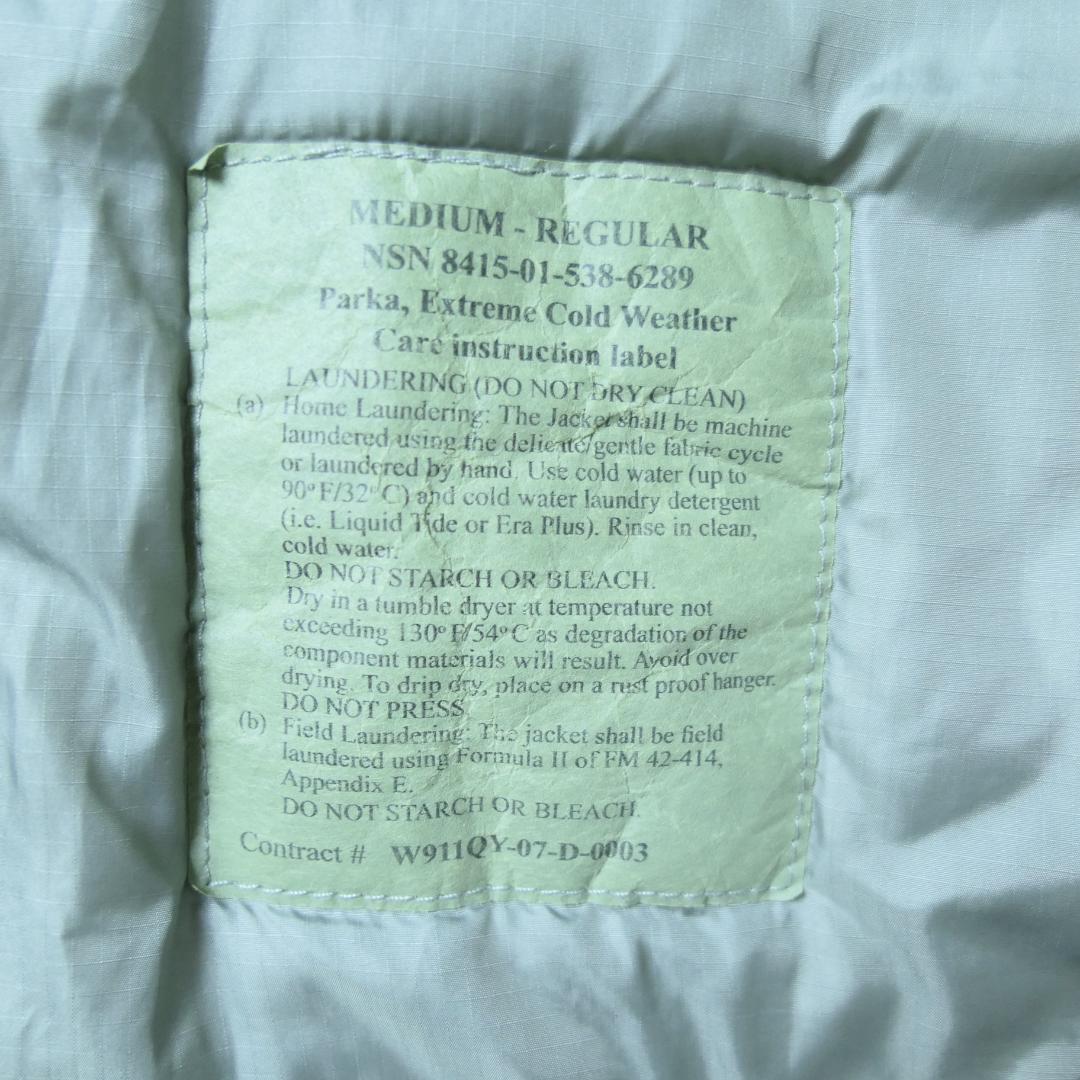 MEDIUM - REGULAR
NSN 8415-01-538-6289
Parka, Extreme Cold Weather
Care instruction label
LAUNDERING (DO NOT DRY CLEAN)
(a) Home Laundering: The Jacket shall be machine
laundered using the delicate/gentle fabric cycle
or laundered by hand. Use cold water (up to
90°F/32°C) and cold water laundry detergent
(i.e. Liquid Tide or Era Plus). Rinse in clean,
cold water.
DO NOT STARCH OR BLEACH.
Dry in a tumble dryer at temperature not
exceeding 130°F/54°C as degradation of the
component materials will result. Avoid over
drying. To drip dry, place on a rust proof hanger.
DO NOT PRESS
(b) Field Laundering: The jacket shall be field
laundered using Formula II of FM 42-414,
Appendix E.
DO NOT STARCH OR BLEACH.
Contract # W911QY-07-D-0003